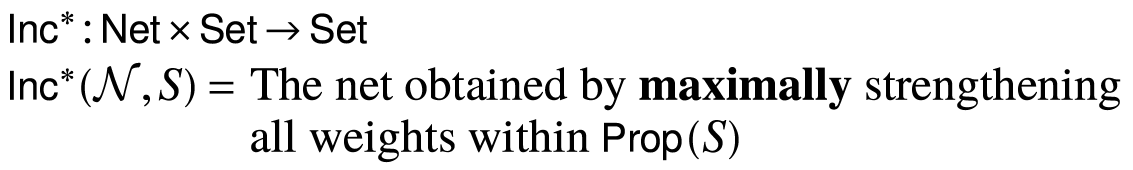 Inc* : Net × Set → Set
Inc*(𝒩, S) = The net obtained by maximally strengthening
all weights within Prop(S)